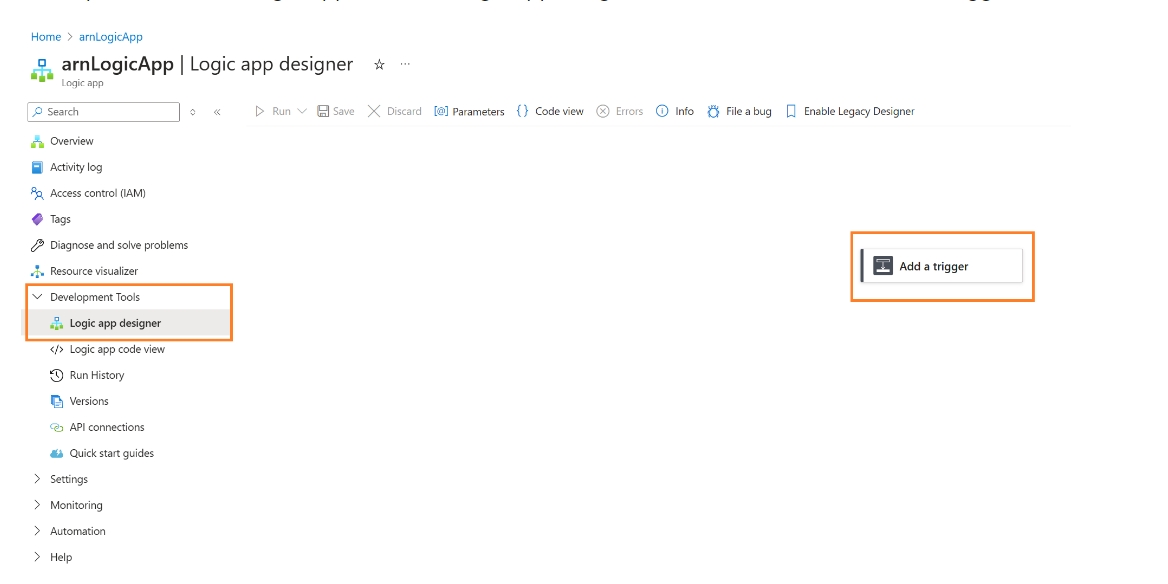 Home > arnLogicApp
arnLogicApp | Logic app designer ☆ ...
Logic app
Search
Run Save Discard [@] Parameters {} Code view Errors Info File a bug Enable Legacy Designer
Overview
Activity log
Access control (IAM)
Tags
Diagnose and solve problems
Add a trigger
Resource visualizer
Development Tools
Logic app designer
</> Logic app code view
Run History
Versions
API connections
Quick start guides
Settings
Monitoring
Automation
Help